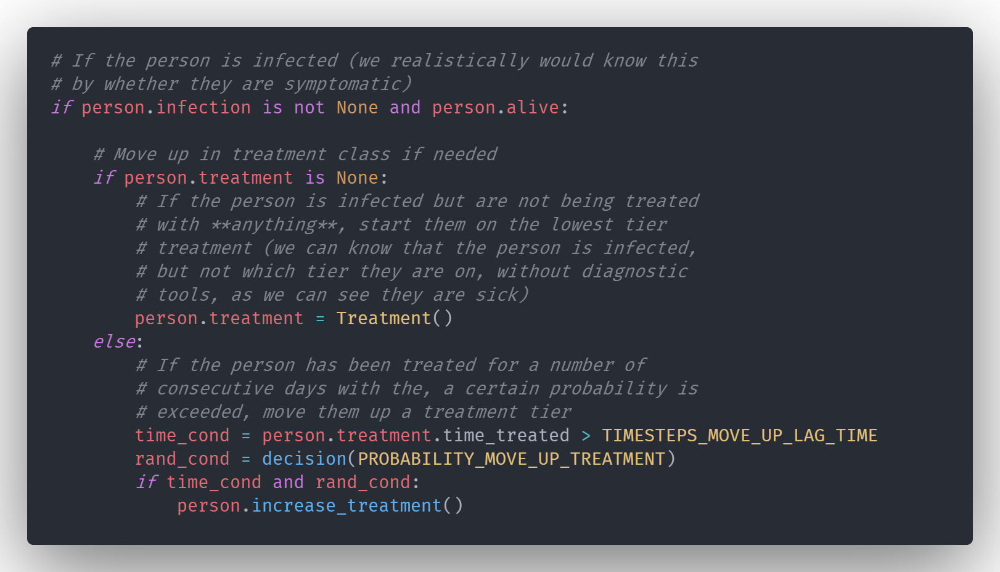 # If the person is infected (we realistically would know this
# by whether they are symptomatic)
if person.infection is not None and person.alive:
# Move up in treatment class if needed
if person.treatment is None:
# If the person is infected but are not being treated
# with **anything**, start them on the lowest tier
# treatment (we can know that the person is infected,
# but not which tier they are on, without diagnostic
# tools, as we can see they are sick)
person.treatment = Treatment()
else:
# If the person has been treated for a number of
# consecutive days with the, a certain probability is
# exceeded, move them up a treatment tier
time_cond = person.treatment.time_treated > TIMESTEPS_MOVE_UP_LAG_TIME
rand_cond = decision(PROBABILITY_MOVE_UP_TREATMENT)
if time_cond and rand_cond:
person.increase_treatment()